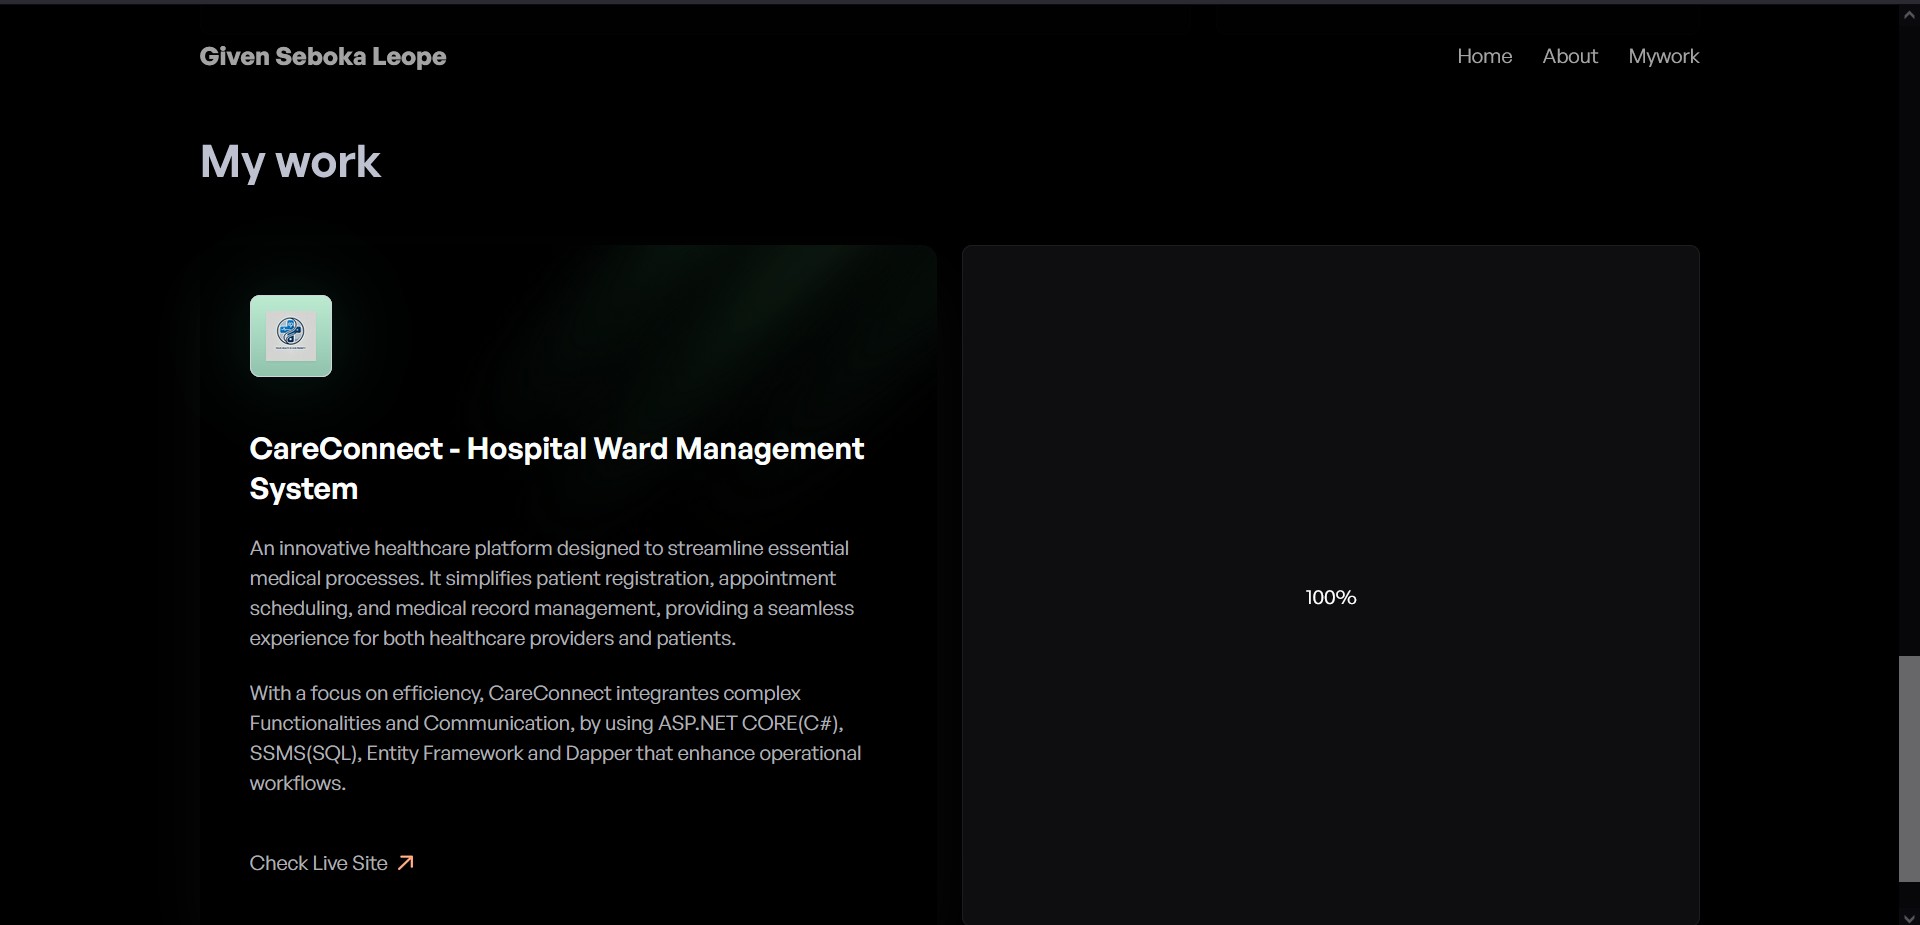 Given Seboka Leope
Home
About
Mywork
My work
CareConnect - Hospital Ward Management
System
An innovative healthcare platform designed to streamline essential
medical processes. It simplifies patient registration, appointment
scheduling, and medical record management, providing a seamless
experience for both healthcare providers and patients.
With a focus on efficiency, CareConnect integrantes complex
Functionalities and Communication, by using ASP.NET CORE(C#),
SSMS(SQL), Entity Framework and Dapper that enhance operational
workflows.
Check Live Site
100%